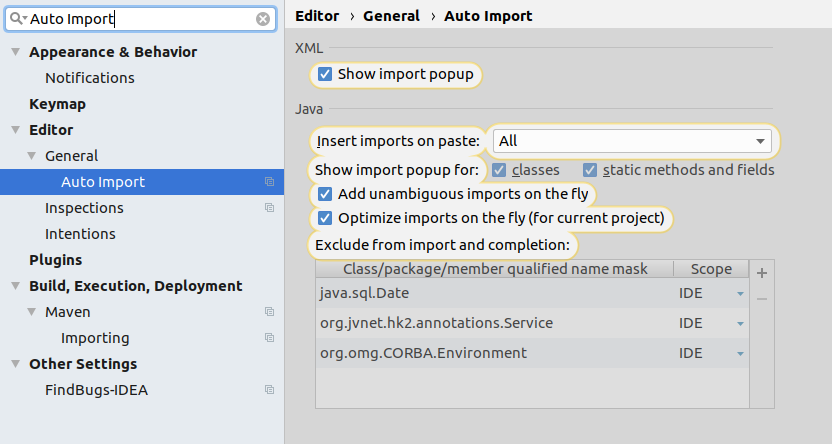 Auto Import
Appearance & Behavior
Notifications
Keymap
Editor
General
Auto Import
Inspections
Intentions
Plugins
Build, Execution, Deployment
Maven
Importing
Other Settings
FindBugs-IDEA
Editor › General › Auto Import
XML
Show import popup
Java
Insert imports on paste: All
Show import popup for: classes static methods and fields
Add unambiguous imports on the fly
Optimize imports on the fly (for current project)
Exclude from import and completion:
Class/package/member qualified name mask Scope
java.sql.Date IDE
org.jvnet.hk2.annotations.Service IDE
org.omg.CORBA.Environment IDE